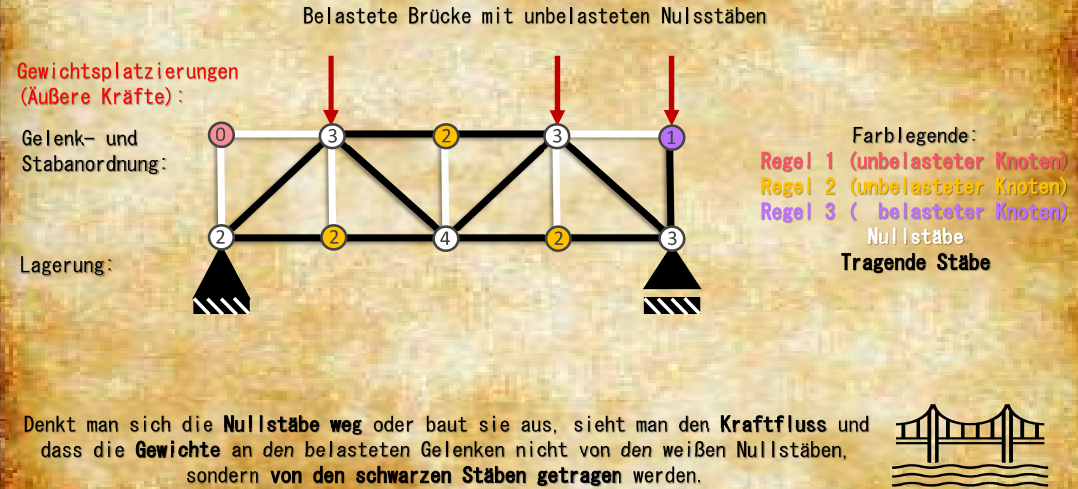 Belastete Brücke mit unbelasteten Nulsstäben
Gewichtsplatzierungen
(Äußere Kräfte):
Gelenk- und
Stabanordnung:
0
3
2
3
1
2
2
4
2
3
Lagerung:
Farblegende:
Regel 1 (unbelasteter Knoten)
Regel 2 (unbelasteter Knoten)
Regel 3 (  belasteter Knoten)
Nullstäbe
Tragende Stäbe
Denkt man sich die Nullstäbe weg oder baut sie aus, sieht man den Kraftfluss und
dass die Gewichte an den belasteten Gelenken nicht von den weißen Nullstäben,
sondern von den schwarzen Stäben getragen werden.